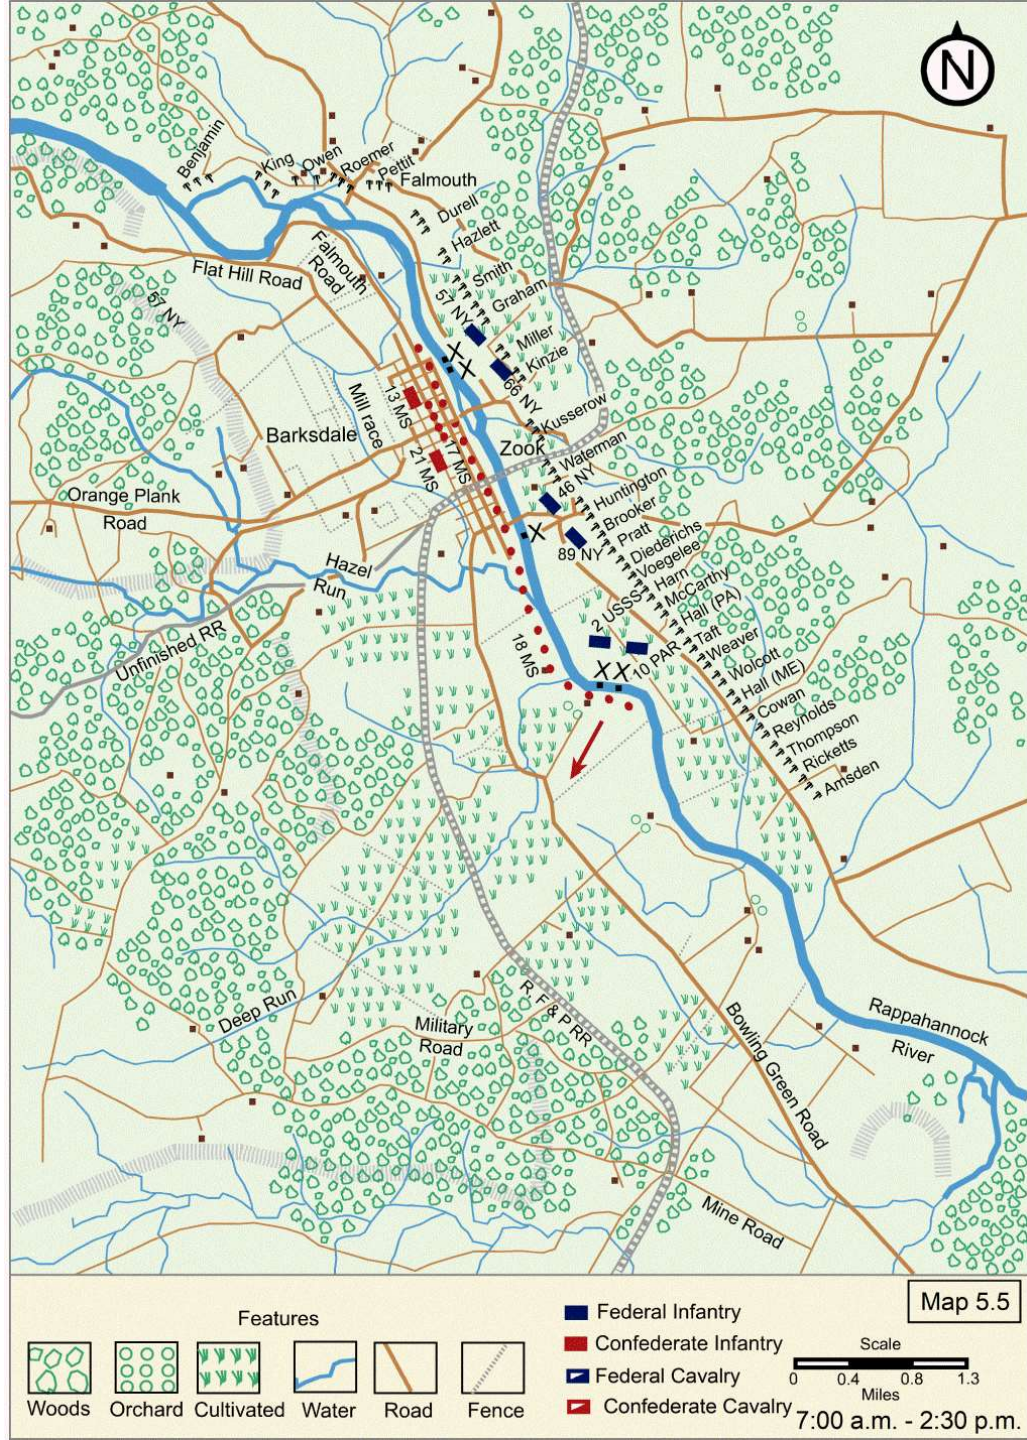 N
Benjamin
King
Owen
Roemer
Pettit
Falmouth
Durell
Hazlett
Falmouth
Road
Flat Hill Road
Smith
57 NY
Graham
57 NY
Miller
Kinzie
66 NY
13 MS
Mill race
Kusserow
Barksdale
17 MS
Zook
Waterman
21 MS
46 NY
Huntington
Orange Plank
Road
Brooker
Pratt
89 NY
Diederichs
Voegelee
Hazel
Run
Harn
McCarthy
2 USSS
Hall (PA)
Unfinished RR
Taft
Weaver
18 MS
10 PAR
Wolcott
Hall (ME)
Cowan
Reynolds
Thompson
Ricketts
Amsden
Deep Run
R F & P RR
Military
Road
Bowling Green Road
Rappahannock
River
Mine Road
Features
Woods
Orchard
Cultivated
Water
Road
Fence
Federal Infantry
Confederate Infantry
Federal Cavalry
Confederate Cavalry
Map 5.5
Scale
0 0.4 0.8 1.3
Miles
7:00 a.m. - 2:30 p.m.